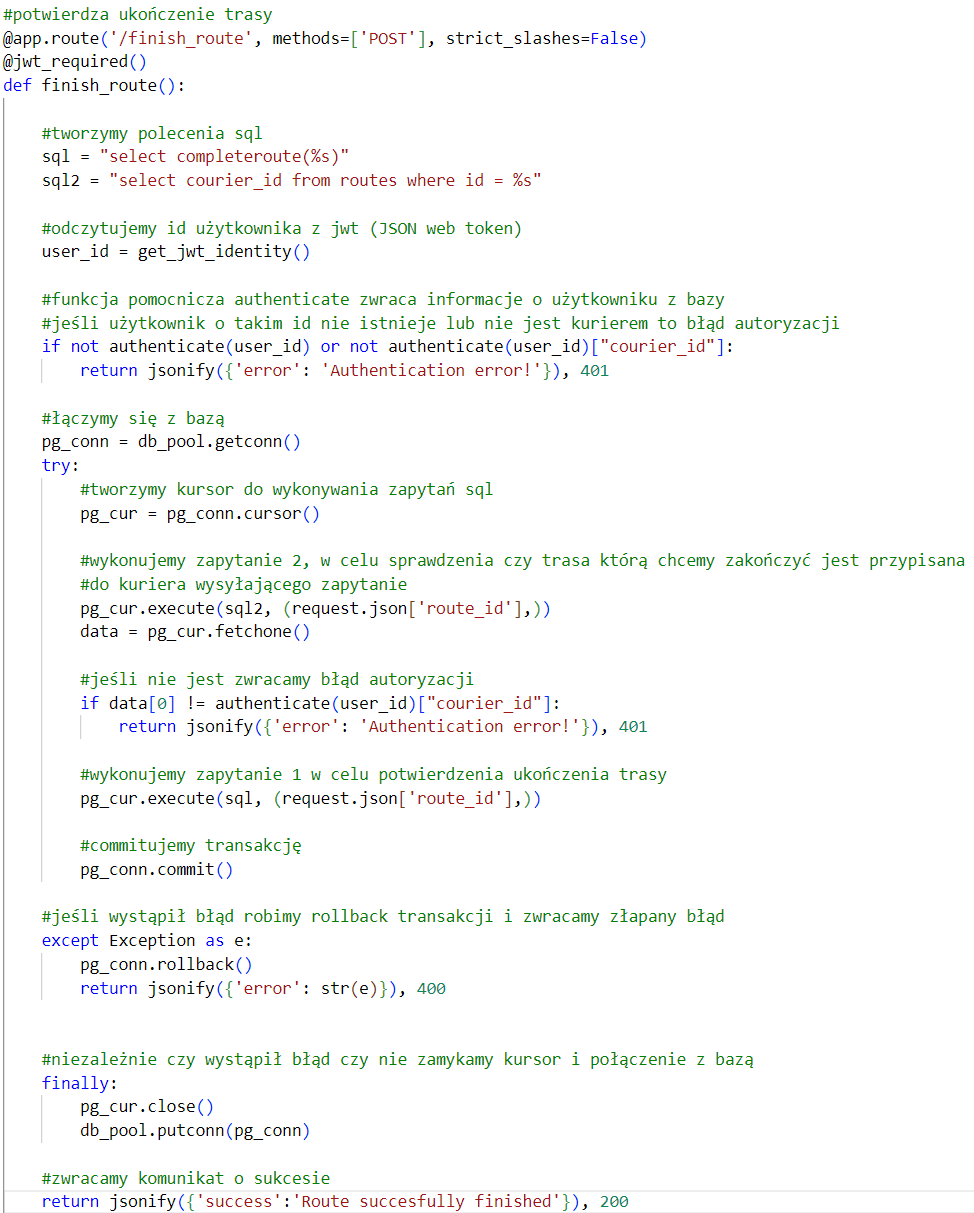 #potwierdza ukończenie trasy
@app.route('/finish_route', methods=['POST'], strict_slashes=False)
@jwt_required()
def finish_route():
#tworzymy polecenia sql
sql = "select completeroute(%s)"
sql2 = "select courier_id from routes where id = %s"
#odczytujemy id użytkownika z jwt (JSON web token)
user_id = get_jwt_identity()
#funkcja pomocnicza authenticate zwraca informacje o użytkowniku z bazy
#jeśli użytkownik o takim id nie istnieje lub nie jest kurierem to błąd autoryzacji
if not authenticate(user_id) or not authenticate(user_id)["courier_id"]:
return jsonify({'error': 'Authentication error!'}), 401
#łączymy się z bazą
pg_conn = db_pool.getconn()
try:
#tworzymy kursor do wykonywania zapytań sql
pg_cur = pg_conn.cursor()
#wykonujemy zapytanie 2, w celu sprawdzenia czy trasa którą chcemy zakończyć jest przypisana
#do kuriera wysyłającego zapytanie
pg_cur.execute(sql2, (request.json['route_id'],))
data = pg_cur.fetchone()
#jeśli nie jest zwracamy błąd autoryzacji
if data[0] != authenticate(user_id)["courier_id"]:
return jsonify({'error': 'Authentication error!'}), 401
#wykonujemy zapytanie 1 w celu potwierdzenia ukończenia trasy
pg_cur.execute(sql, (request.json['route_id'],))
#commitujemy transakcję
pg_conn.commit()
#jeśli wystąpił błąd robimy rollback transakcji i zwracamy złapany błąd
except Exception as e:
pg_conn.rollback()
return jsonify({'error': str(e)}), 400
#niezależnie czy wystąpił błąd czy nie zamykamy kursor i połączenie z bazą
finally:
pg_cur.close()
db_pool.putconn(pg_conn)
#zwracamy komunikat o sukcesie
return jsonify({'success':'Route succesfully finished'}), 200